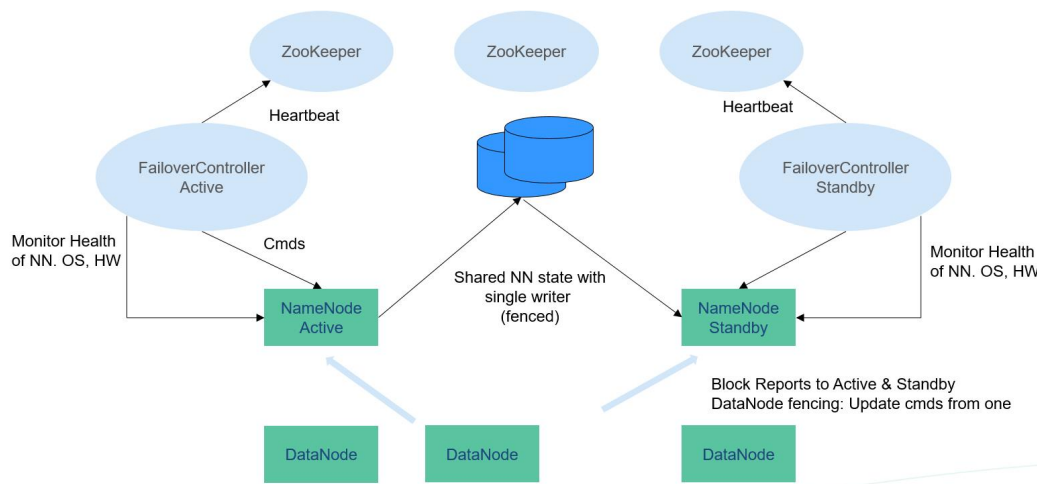 ZooKeeper
ZooKeeper
ZooKeeper
Heartbeat
Heartbeat
FailoverController
Active
FailoverController
Standby
Monitor Health
of NN. OS, HW
Cmds
Monitor Health
of NN. OS, HW
Shared NN state with
single writer
(fenced)
NameNode
Active
NameNode
Standby
Block Reports to Active & Standby
DataNode fencing: Update cmds from one
DataNode
DataNode
DataNode